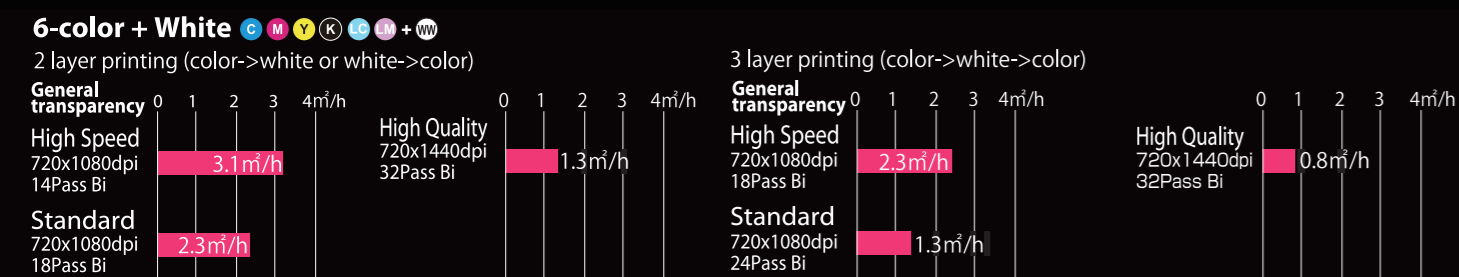 6-color + White C M Y K LC LM + WW
2 layer printing (color->white or white->color)
General
transparency 0 1 2 3 4㎡/h
High Speed
720x1080dpi
14Pass Bi
3.1㎡/h
Standard
720x1080dpi
18Pass Bi
2.3㎡/h
0 1 2 3 4㎡/h
High Quality
720x1440dpi
32Pass Bi
1.3㎡/h
3 layer printing (color->white->color)
General
transparency 0 1 2 3 4㎡/h
High Speed
720x1080dpi
18Pass Bi
2.3㎡/h
Standard
720x1080dpi
24Pass Bi
1.3㎡/h
0 1 2 3 4㎡/h
High Quality
720x1440dpi
32Pass Bi
0.8㎡/h